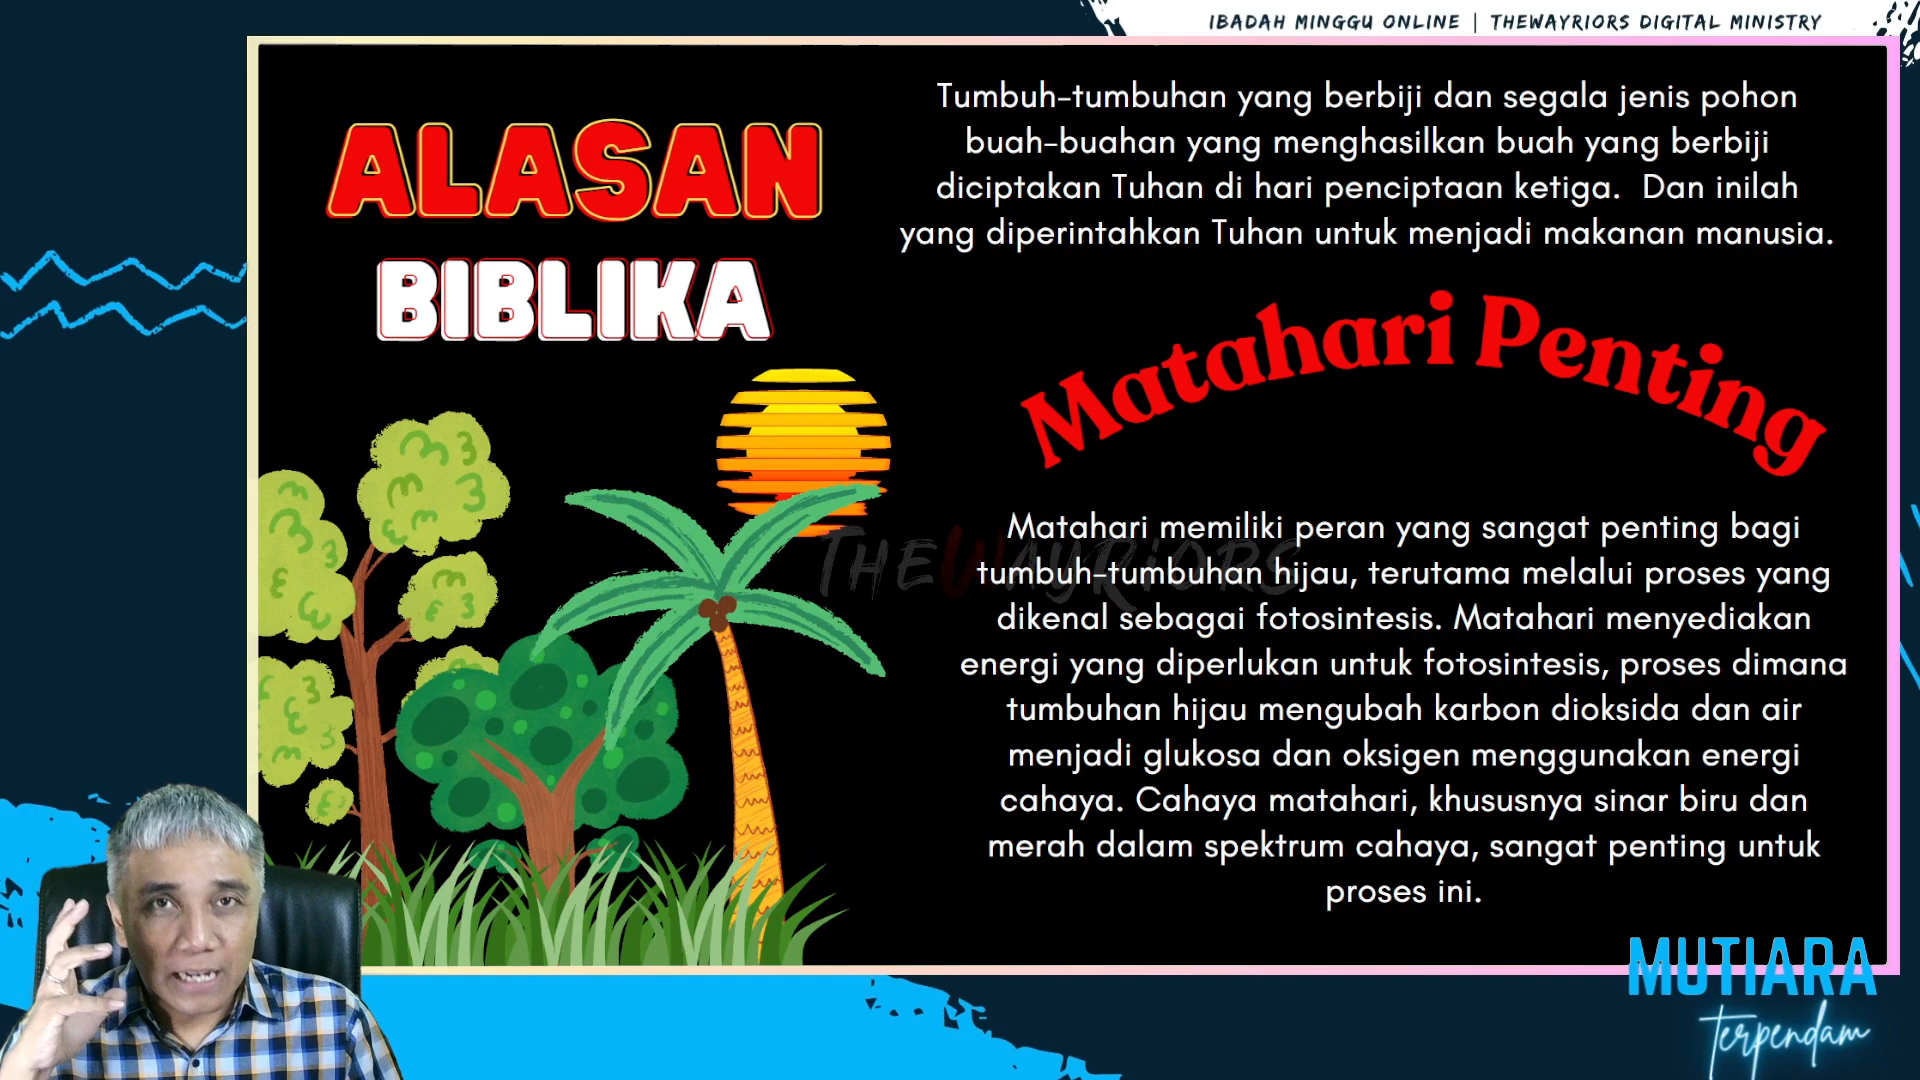 IBADAH MINGGU ONLINE | THEWAYRIORS DIGITAL MINISTRY
ALASAN
BIBLIKA
Tumbuh-tumbuhan yang berbiji dan segala jenis pohon
buah-buahan yang menghasilkan buah yang berbiji
diciptakan Tuhan di hari penciptaan ketiga. Dan inilah
yang diperintahkan Tuhan untuk menjadi makanan manusia.
Matahari Penting
THEWAYRIORS
Matahari memiliki peran yang sangat penting bagi
tumbuh-tumbuhan hijau, terutama melalui proses yang
dikenal sebagai fotosintesis. Matahari menyediakan
energi yang diperlukan untuk fotosintesis, proses dimana
tumbuhan hijau mengubah karbon dioksida dan air
menjadi glukosa dan oksigen menggunakan energi
cahaya. Cahaya matahari, khususnya sinar biru dan
merah dalam spektrum cahaya, sangat penting untuk
proses ini.
MUTIARA
terpendam